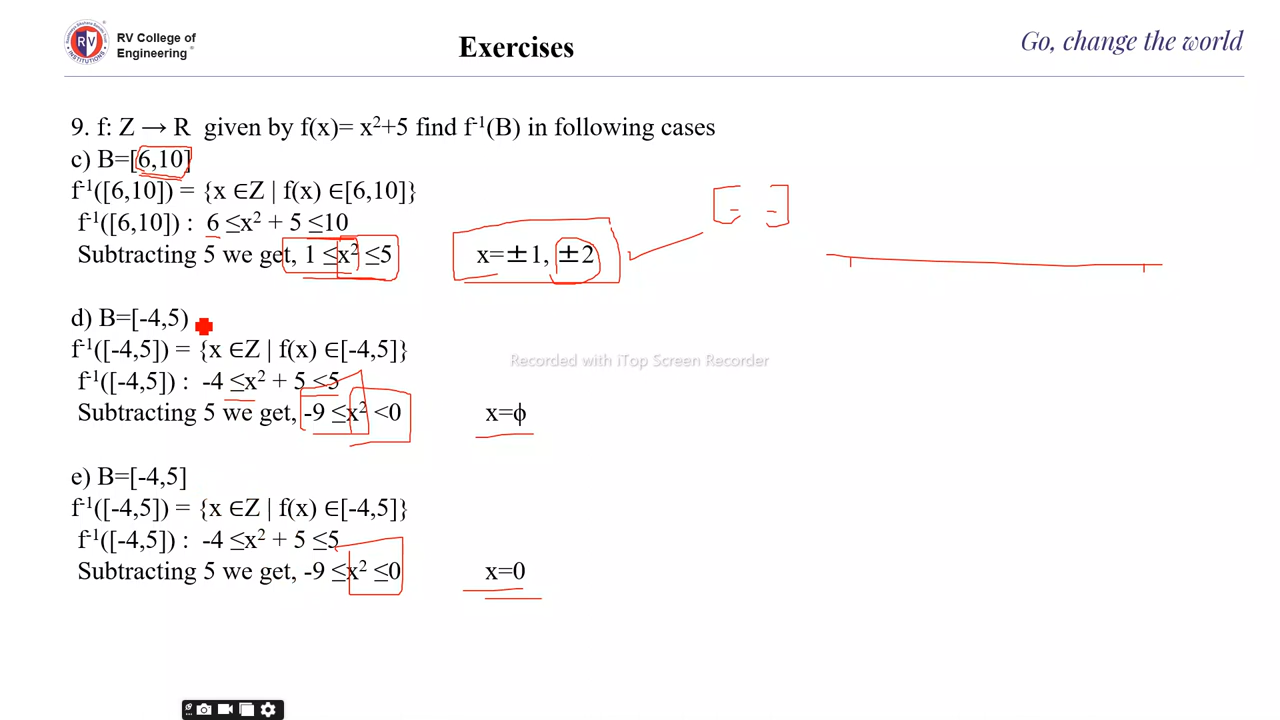 RV College of
Engineering
Exercises
Go, change the world
9. f: Z → R given by f(x)= x²+5 find f⁻¹(B) in following cases
c) B=[6,10]
f⁻¹([6,10]) = {x ∈Z | f(x) ∈[6,10]}
f⁻¹([6,10]) : 6 ≤x² + 5 ≤10
Subtracting 5 we get, 1 ≤x² ≤5 x=±1, ±2
d) B=[-4,5)
f⁻¹([-4,5]) = {x ∈Z | f(x) ∈[-4,5]}
Recorded with iTop Screen Recorder
f⁻¹([-4,5]) : -4 ≤x² + 5 <5
Subtracting 5 we get, -9 ≤x² <0 x=ϕ
e) B=[-4,5]
f⁻¹([-4,5]) = {x ∈Z | f(x) ∈[-4,5]}
f⁻¹([-4,5]) : -4 ≤x² + 5 ≤5
Subtracting 5 we get, -9 ≤x² ≤0 x=0